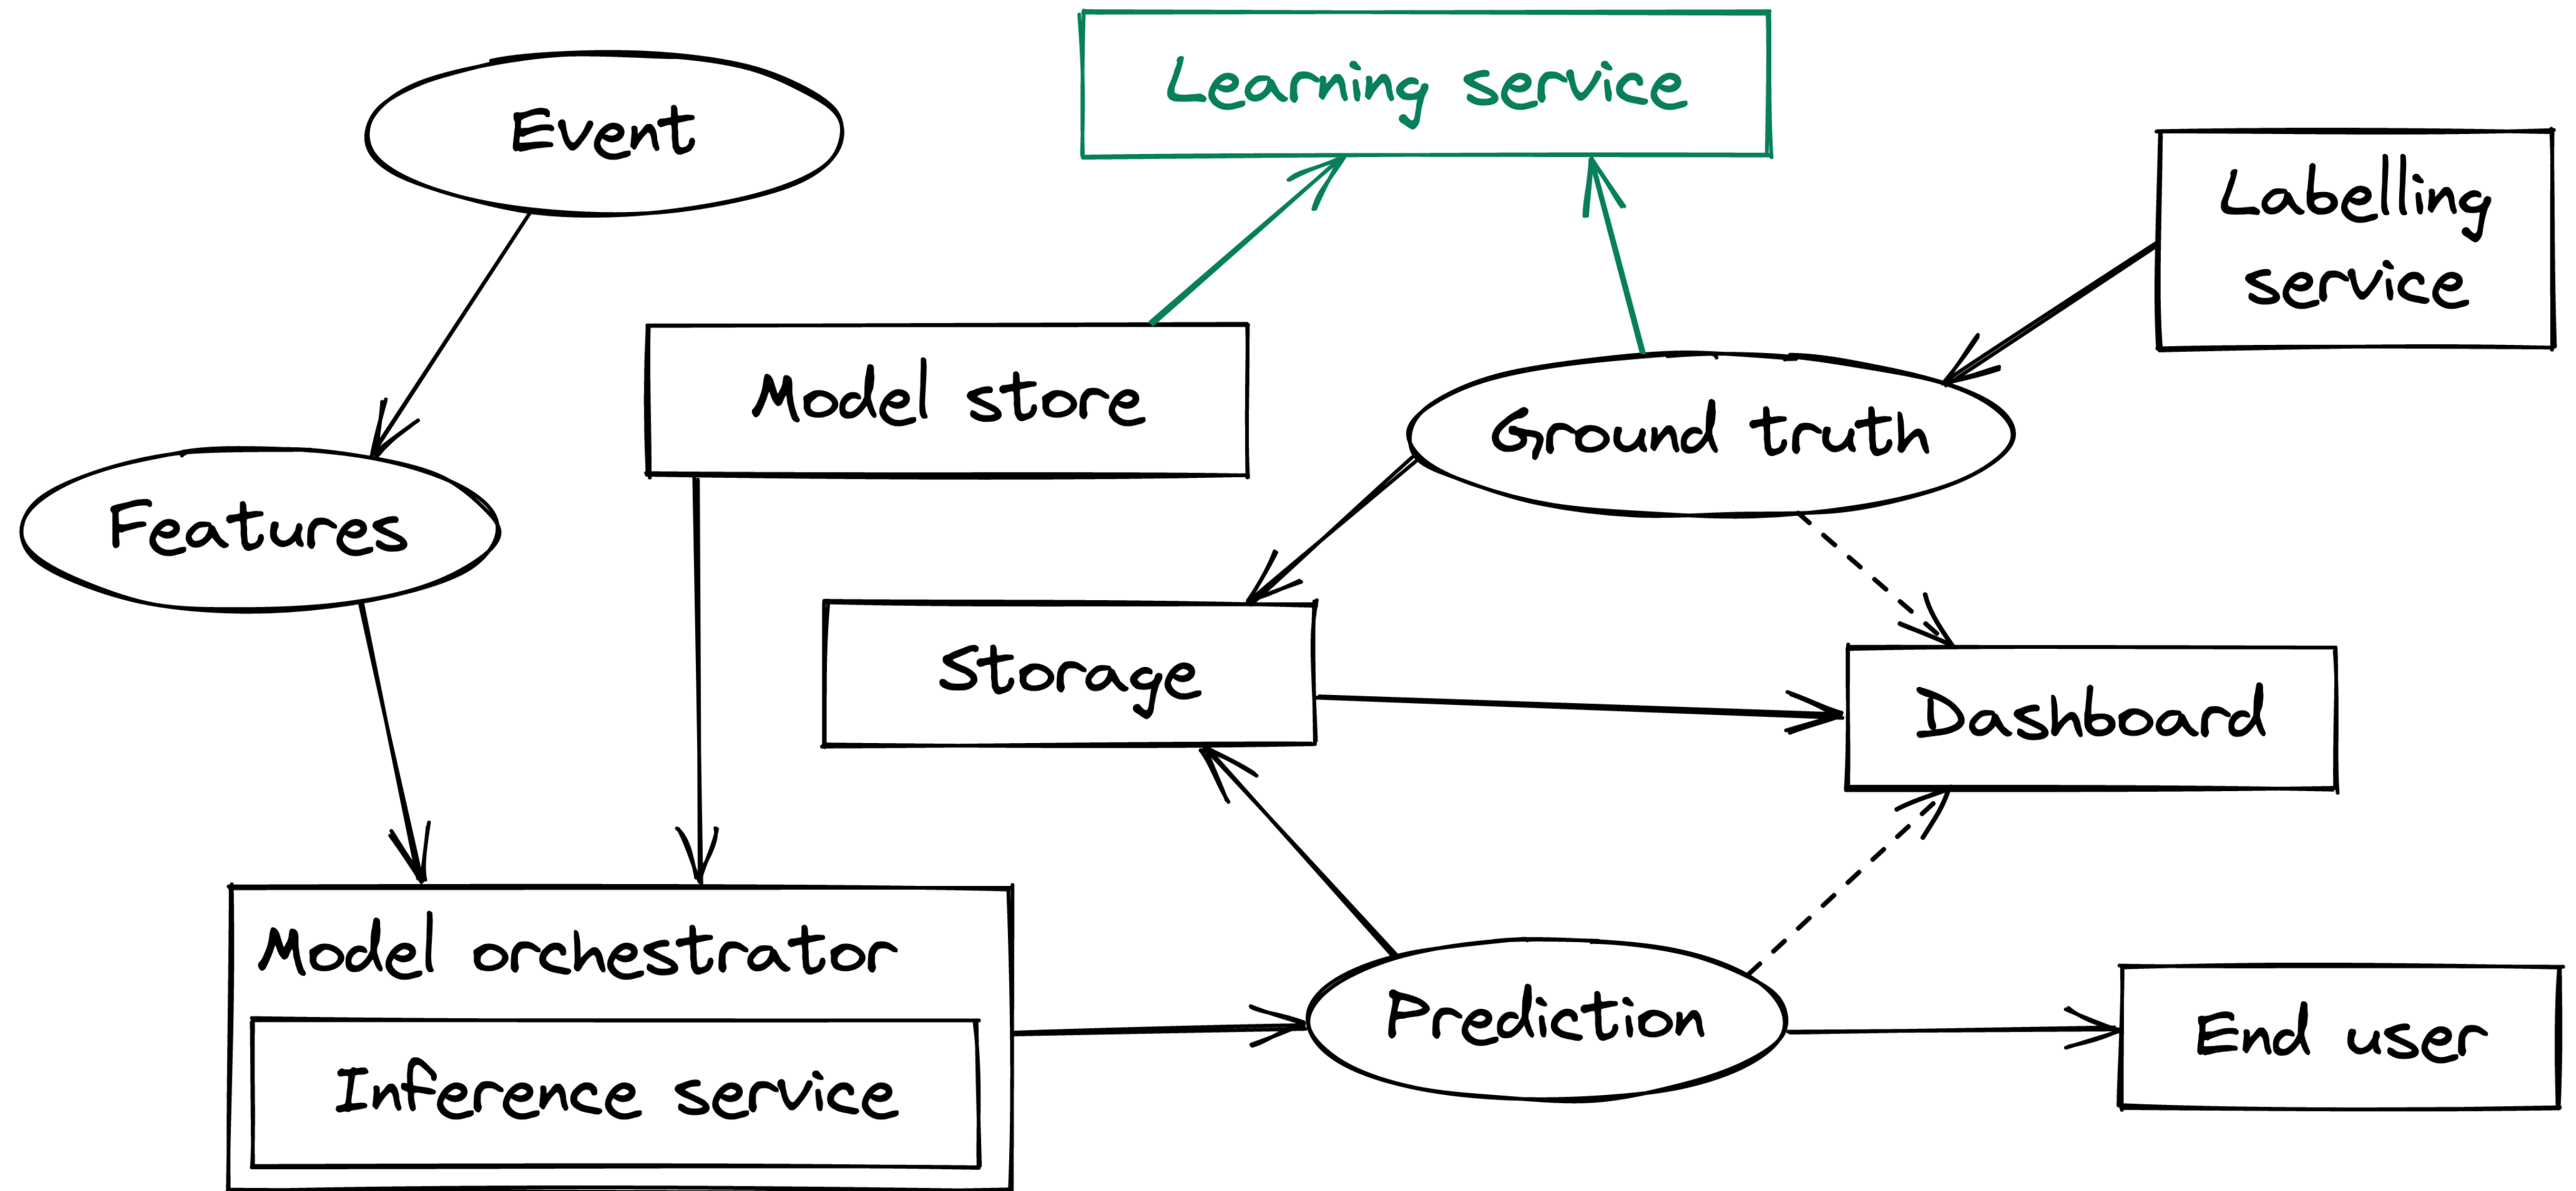 Learning service
Event
Labelling
service
Model store
Ground truth
Features
Storage
Dashboard
Model orchestrator
Prediction
End user
Inference service